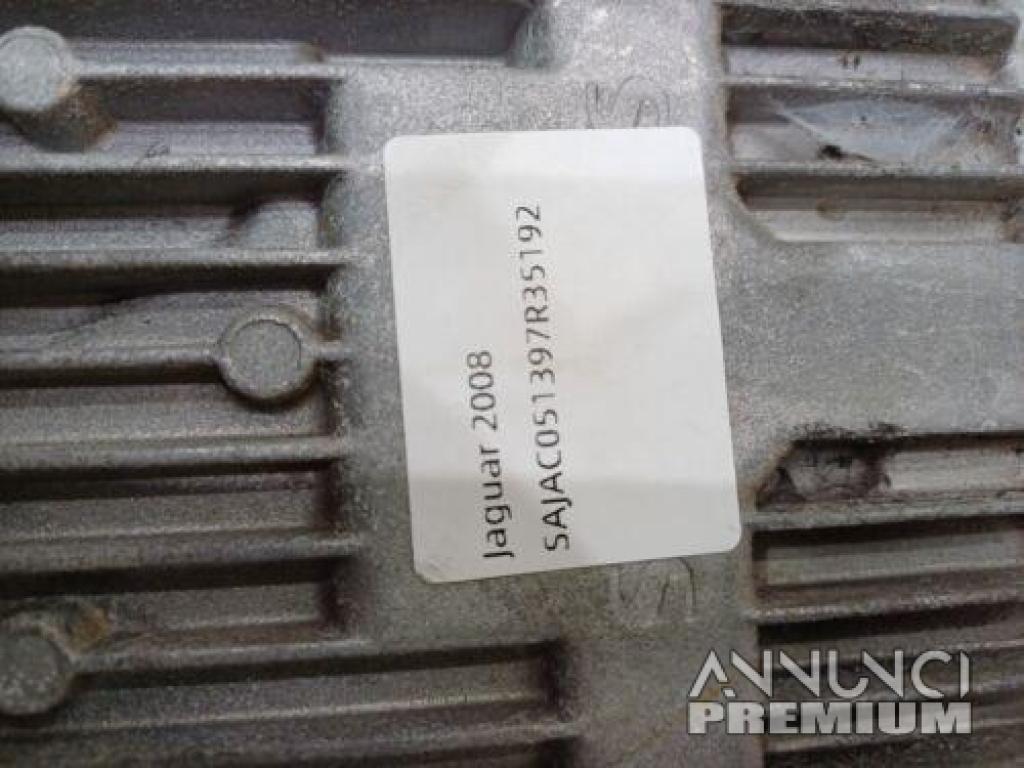 Jaguar 2008
SAJAC051397R35192
ANNUNCI
PREMIUM